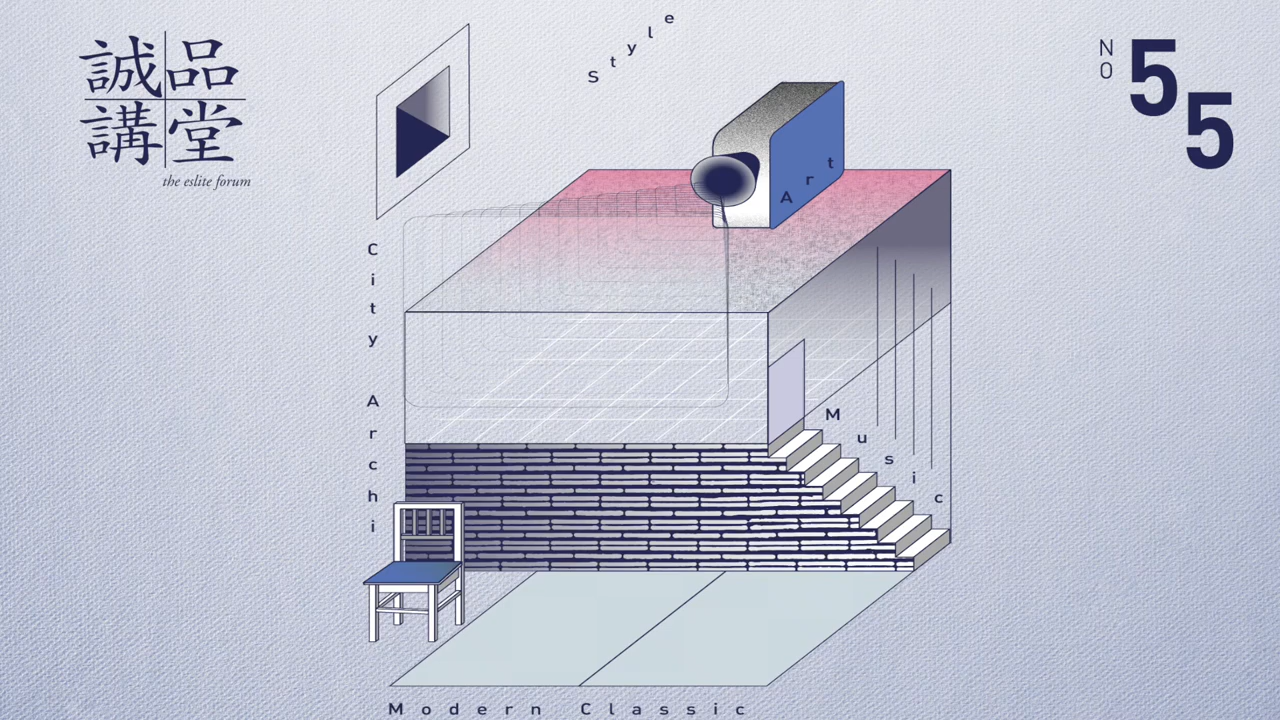 誠品
講堂
the eslite forum
Style
NO
55
Art
City Archi
Music
Modern Classic